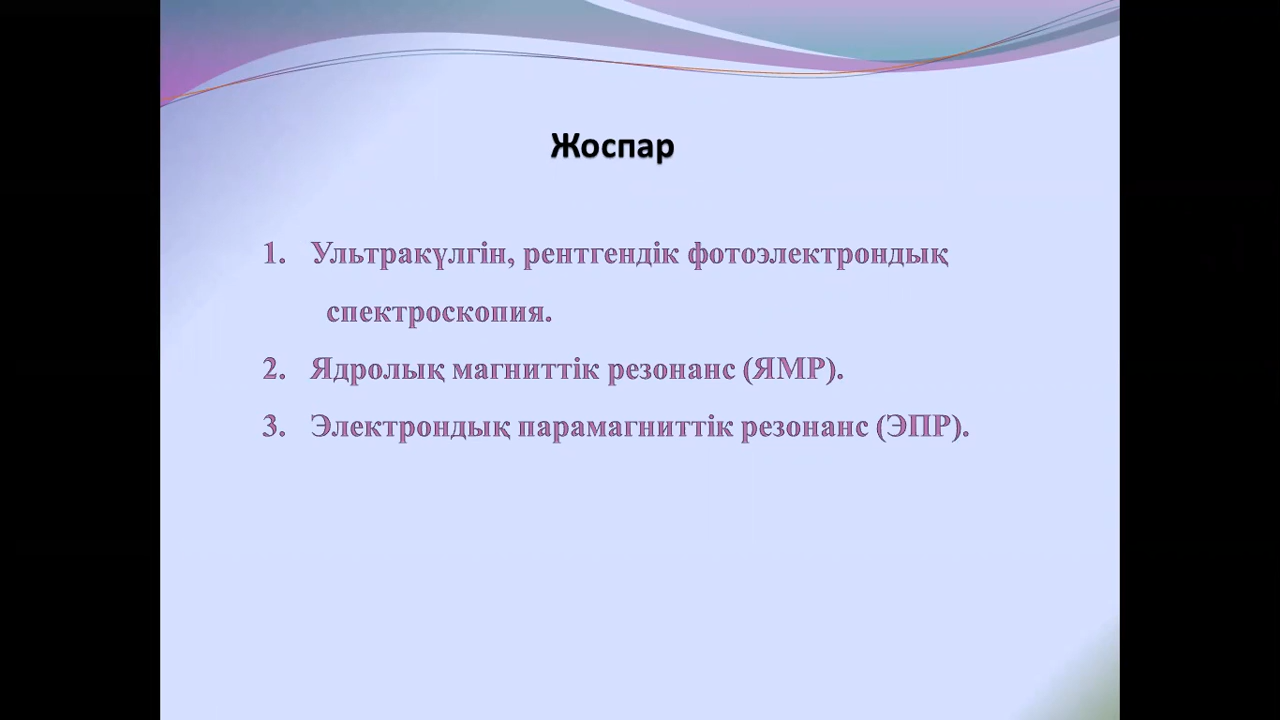 Жоспар
1. Ультракүлгін, рентгендік фотоэлектрондық
спектроскопия.
2. Ядролық магниттік резонанс (ЯМР).
3. Электрондық парамагниттік резонанс (ЭПР).